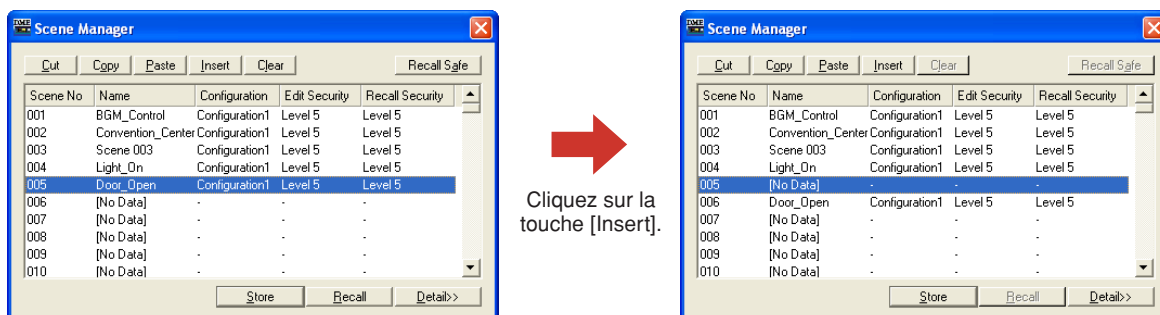 DME Scene Manager
Cut Copy Paste Insert Clear Recall Safe
Scene No Name Configuration Edit Security Recall Security
001 BGM_Control Configuration1 Level 5 Level 5
002 Convention_Center Configuration1 Level 5 Level 5
003 Scene 003 Configuration1 Level 5 Level 5
004 Light_On Configuration1 Level 5 Level 5
005 Door_Open Configuration1 Level 5 Level 5
006 [No Data] - - -
007 [No Data] - - -
008 [No Data] - - -
009 [No Data] - - -
010 [No Data] - - -
Store Recall Detail>>
Cliquez sur la
touche [Insert].
DME Scene Manager
Cut Copy Paste Insert Clear Recall Safe
Scene No Name Configuration Edit Security Recall Security
001 BGM_Control Configuration1 Level 5 Level 5
002 Convention_Center Configuration1 Level 5 Level 5
003 Scene 003 Configuration1 Level 5 Level 5
004 Light_On Configuration1 Level 5 Level 5
005 [No Data] - - -
006 Door_Open Configuration1 Level 5 Level 5
007 [No Data] - - -
008 [No Data] - - -
009 [No Data] - - -
010 [No Data] - - -
Store Recall Detail>>